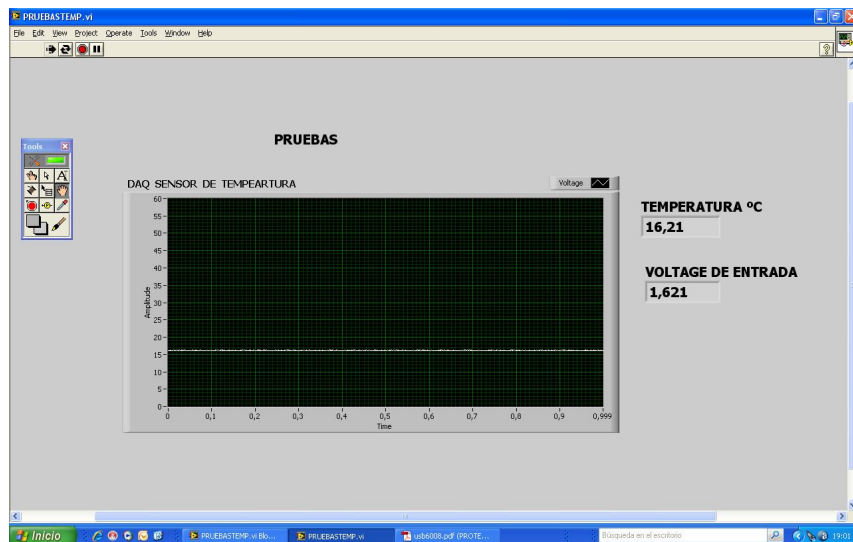 PRUEBASTEMP.vi
File Edit View Project Operate Tools Window Help
Tools
PRUEBAS
DAQ SENSOR DE TEMPEARTURA
Voltage
60
55
50
45
40
35
30
25
20
15
10
5
0
Amplitude
0 0,1 0,2 0,3 0,4 0,5 0,6 0,7 0,8 0,9 0,999
Time
TEMPERATURA ºC
16,21
VOLTAGE DE ENTRADA
1,621
Inicio PRUEBASTEMP.vi Blo... PRUEBASTEMP.vi usb6008.pdf (PROTE... Búsqueda en el escritorio 19:01